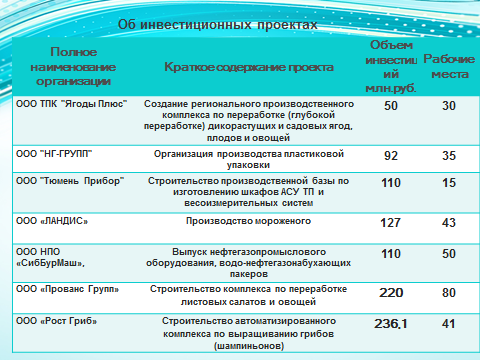 Об инвестиционных проектах
Полное
наименование
организации
Краткое содержание проекта
Объем
инвестиц
ий
млн.руб.
Рабочие
места
ООО ТПК "Ягоды Плюс"
Создание регионального производственного
комплекса по переработке (глубокой
переработке) дикорастущих и садовых ягод,
плодов и овощей
50
30
ООО "НГ-ГРУПП"
Организация производства пластиковой
упаковки
92
35
ООО "Тюмень Прибор"
Строительство производственной базы по
изготовлению шкафов АСУ ТП и
весоизмерительных систем
110
15
ООО «ЛАНДИС»
Производство мороженого
127
43
ООО НПО
«СибБурМаш»,
Выпуск нефтегазопромыслового
оборудования, водо-нефтегазонабухающих
пакеров
110
50
ООО «Прованс Групп»
Строительство комплекса по переработке
листовых салатов и овощей
220
80
ООО «Рост Гриб»
Строительство автоматизированного
комплекса по выращиванию грибов
(шампиньонов)
236,1
41